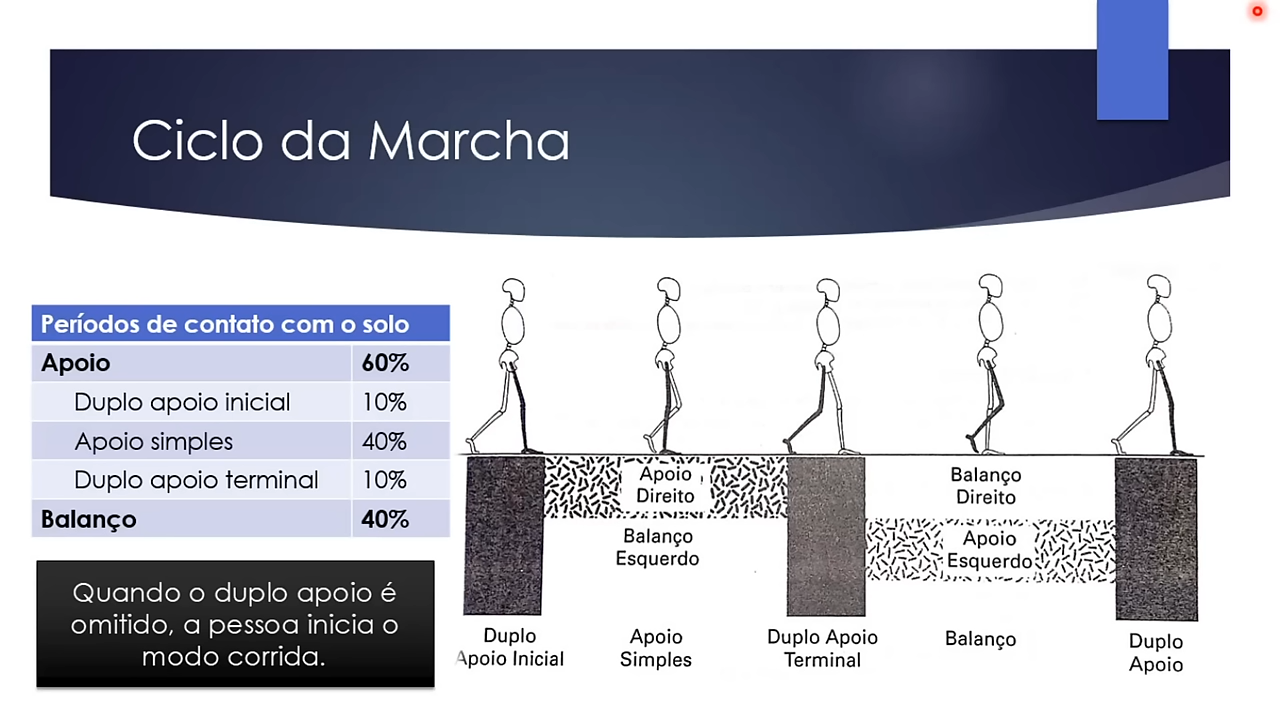 Ciclo da Marcha
Períodos de contato com o solo
Apoio 60%
Duplo apoio inicial 10%
Apoio simples 40%
Duplo apoio terminal 10%
Balanço 40%
Quando o duplo apoio é
omitido, a pessoa inicia o
modo corrida.
Apoio
Direito
Balanço
Esquerdo
Balanço
Direito
Apoio
Esquerdo
Duplo
Apoio Inicial
Apoio
Simples
Duplo Apoio
Terminal
Balanço
Duplo
Apoio